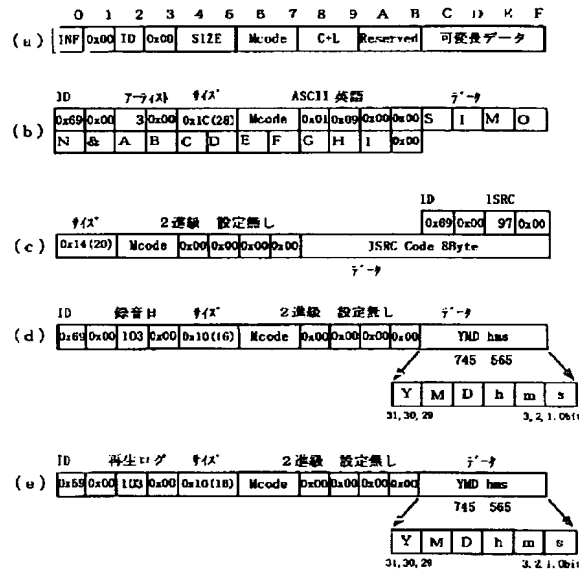 0 1 2 3 4 5 6 7 8 9 A B C D E F
(a) INF 0x00 ID 0x00 SIZE Mcode C+L Reserved 可変長データ
ID アーティスト サイズ ASCII 英語 データ
(b) 0x69 0x00 3 0x00 0x1C(28) Mcode 0x01 0x09 0x00 0x00 S I M O
N & A B C D E F G H I 0x00
ID ISRC
0x69 0x00 97 0x00
サイズ 2進級 設定無し
(c) 0x14(20) Mcode 0x00 0x00 0x00 0x00 ISRC Code 8Byte
データ
ID 録音日 サイズ 2進級 設定無し データ
(d) 0x69 0x00 103 0x00 0x10(16) Mcode 0x00 0x00 0x00 0x00 YMD hms
745 565
Y M D h m s
31,30,29 3,2,1,0bit
ID 再生ログ サイズ 2進級 設定無し データ
(e) 0x69 0x00 103 0x00 0x10(16) Mcode 0x00 0x00 0x00 0x00 YMD hms
745 565
Y M D h m s
31,30,29 3,2,1,0bit